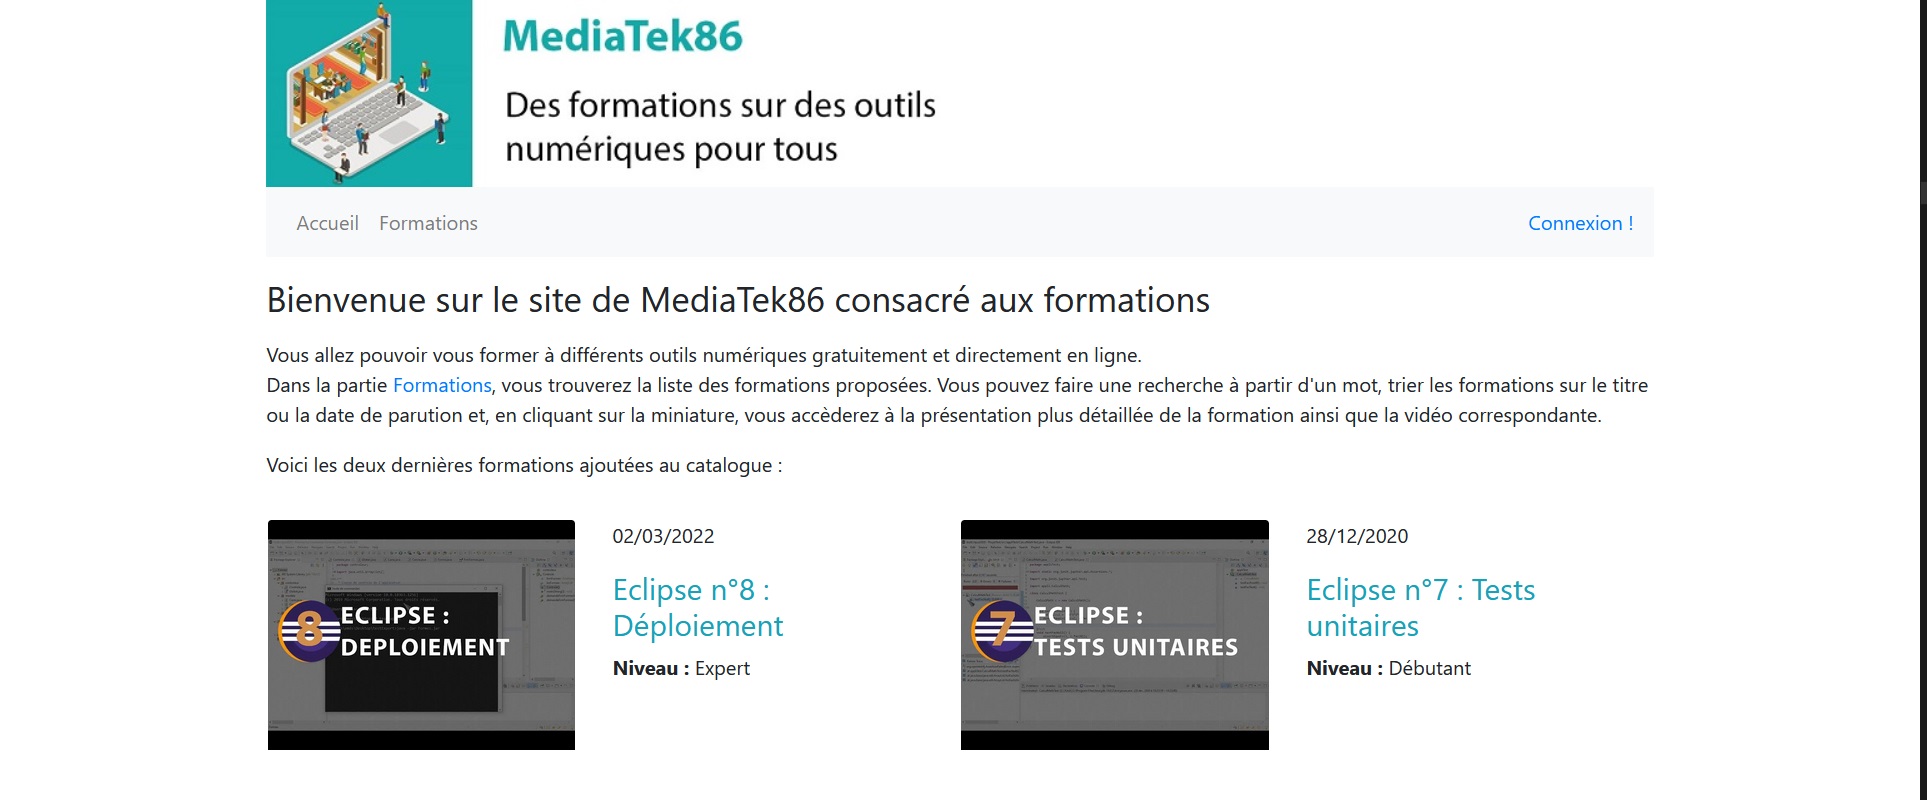 MediaTek86
Des formations sur des outils
numériques pour tous
Accueil Formations Connexion !
Bienvenue sur le site de MediaTek86 consacré aux formations
Vous allez pouvoir vous former à différents outils numériques gratuitement et directement en ligne.
Dans la partie Formations, vous trouverez la liste des formations proposées. Vous pouvez faire une recherche à partir d'un mot, trier les formations sur le titre
ou la date de parution et, en cliquant sur la miniature, vous accèderez à la présentation plus détaillée de la formation ainsi que la vidéo correspondante.
Voici les deux dernières formations ajoutées au catalogue :
8 ECLIPSE :
DEPLOIEMENT
02/03/2022
Eclipse n°8 :
Déploiement
Niveau : Expert
7 ECLIPSE :
TESTS UNITAIRES
28/12/2020
Eclipse n°7 : Tests
unitaires
Niveau : Débutant